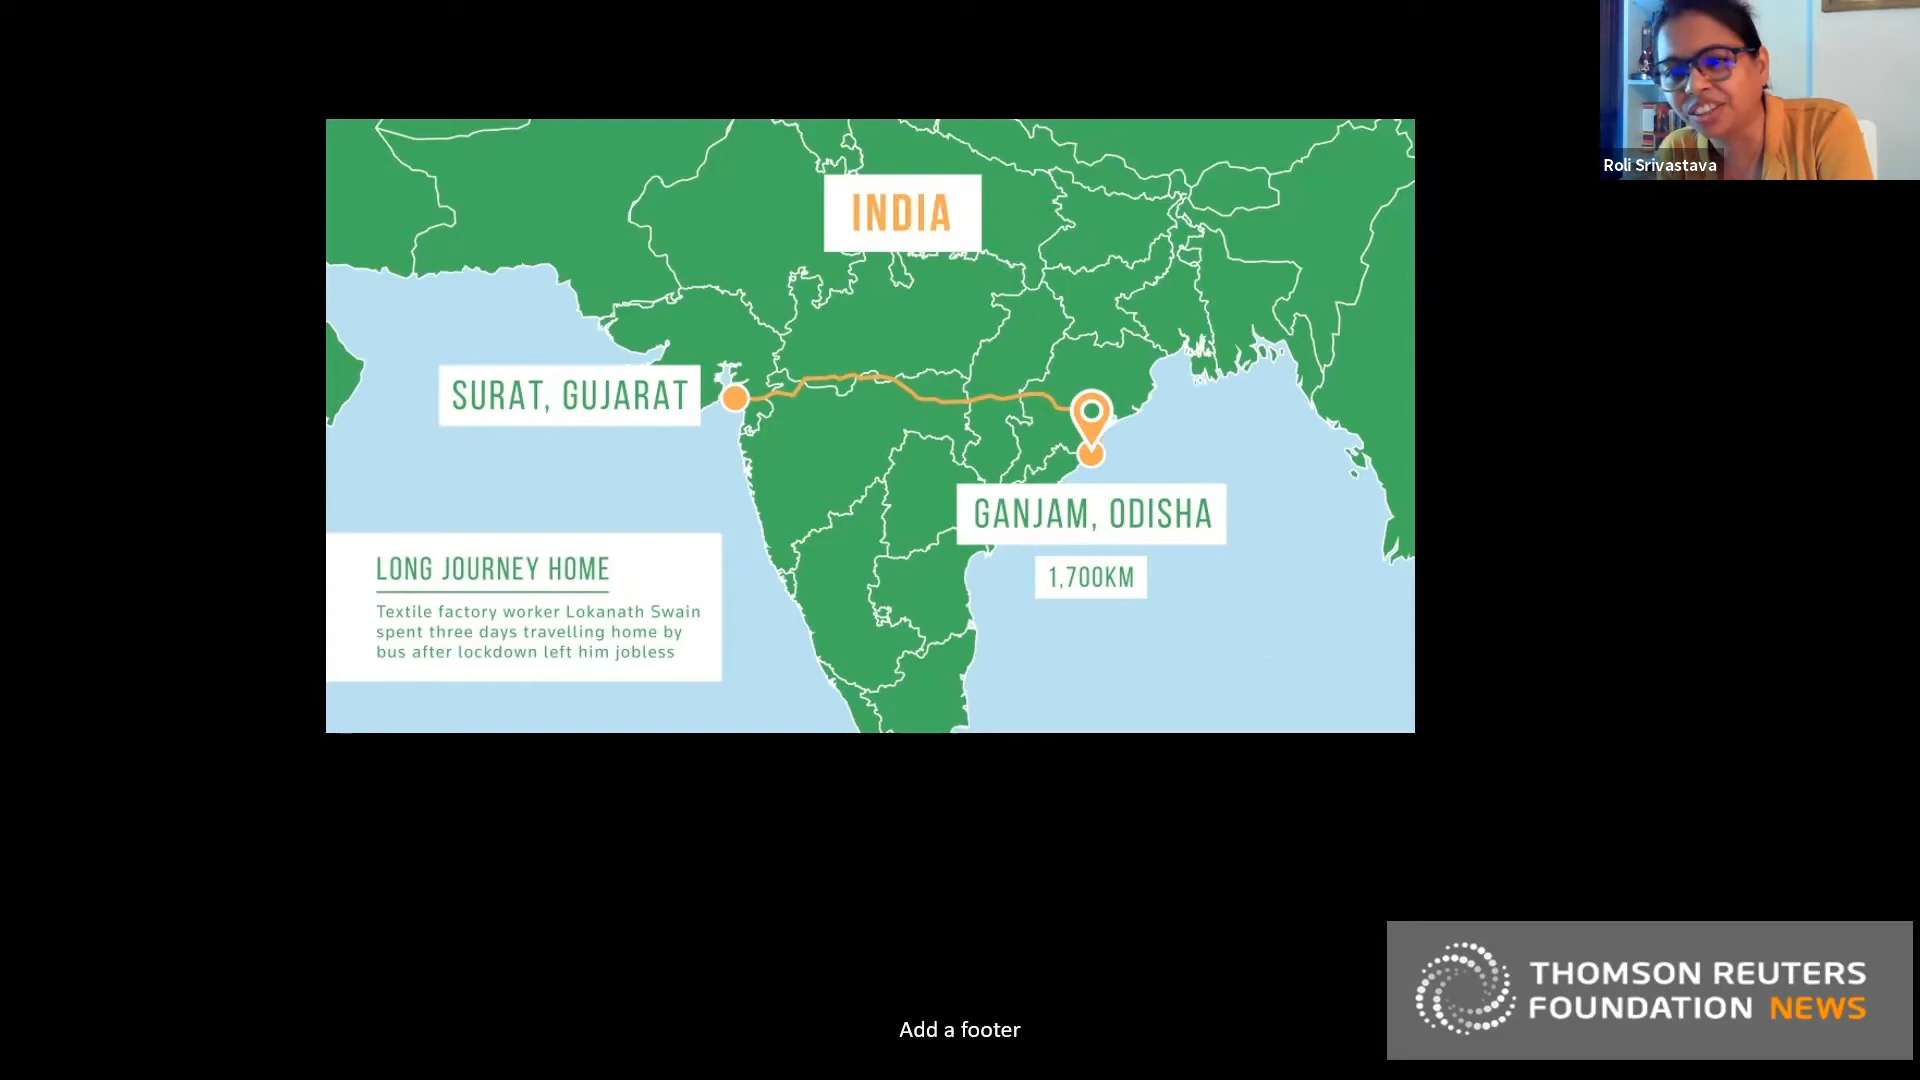 Roli Srivastava
INDIA
SURAT, GUJARAT
GANJAM, ODISHA
1,700KM
LONG JOURNEY HOME
Textile factory worker Lokanath Swain
spent three days travelling home by
bus after lockdown left him jobless
THOMSON REUTERS
FOUNDATION NEWS
Add a footer